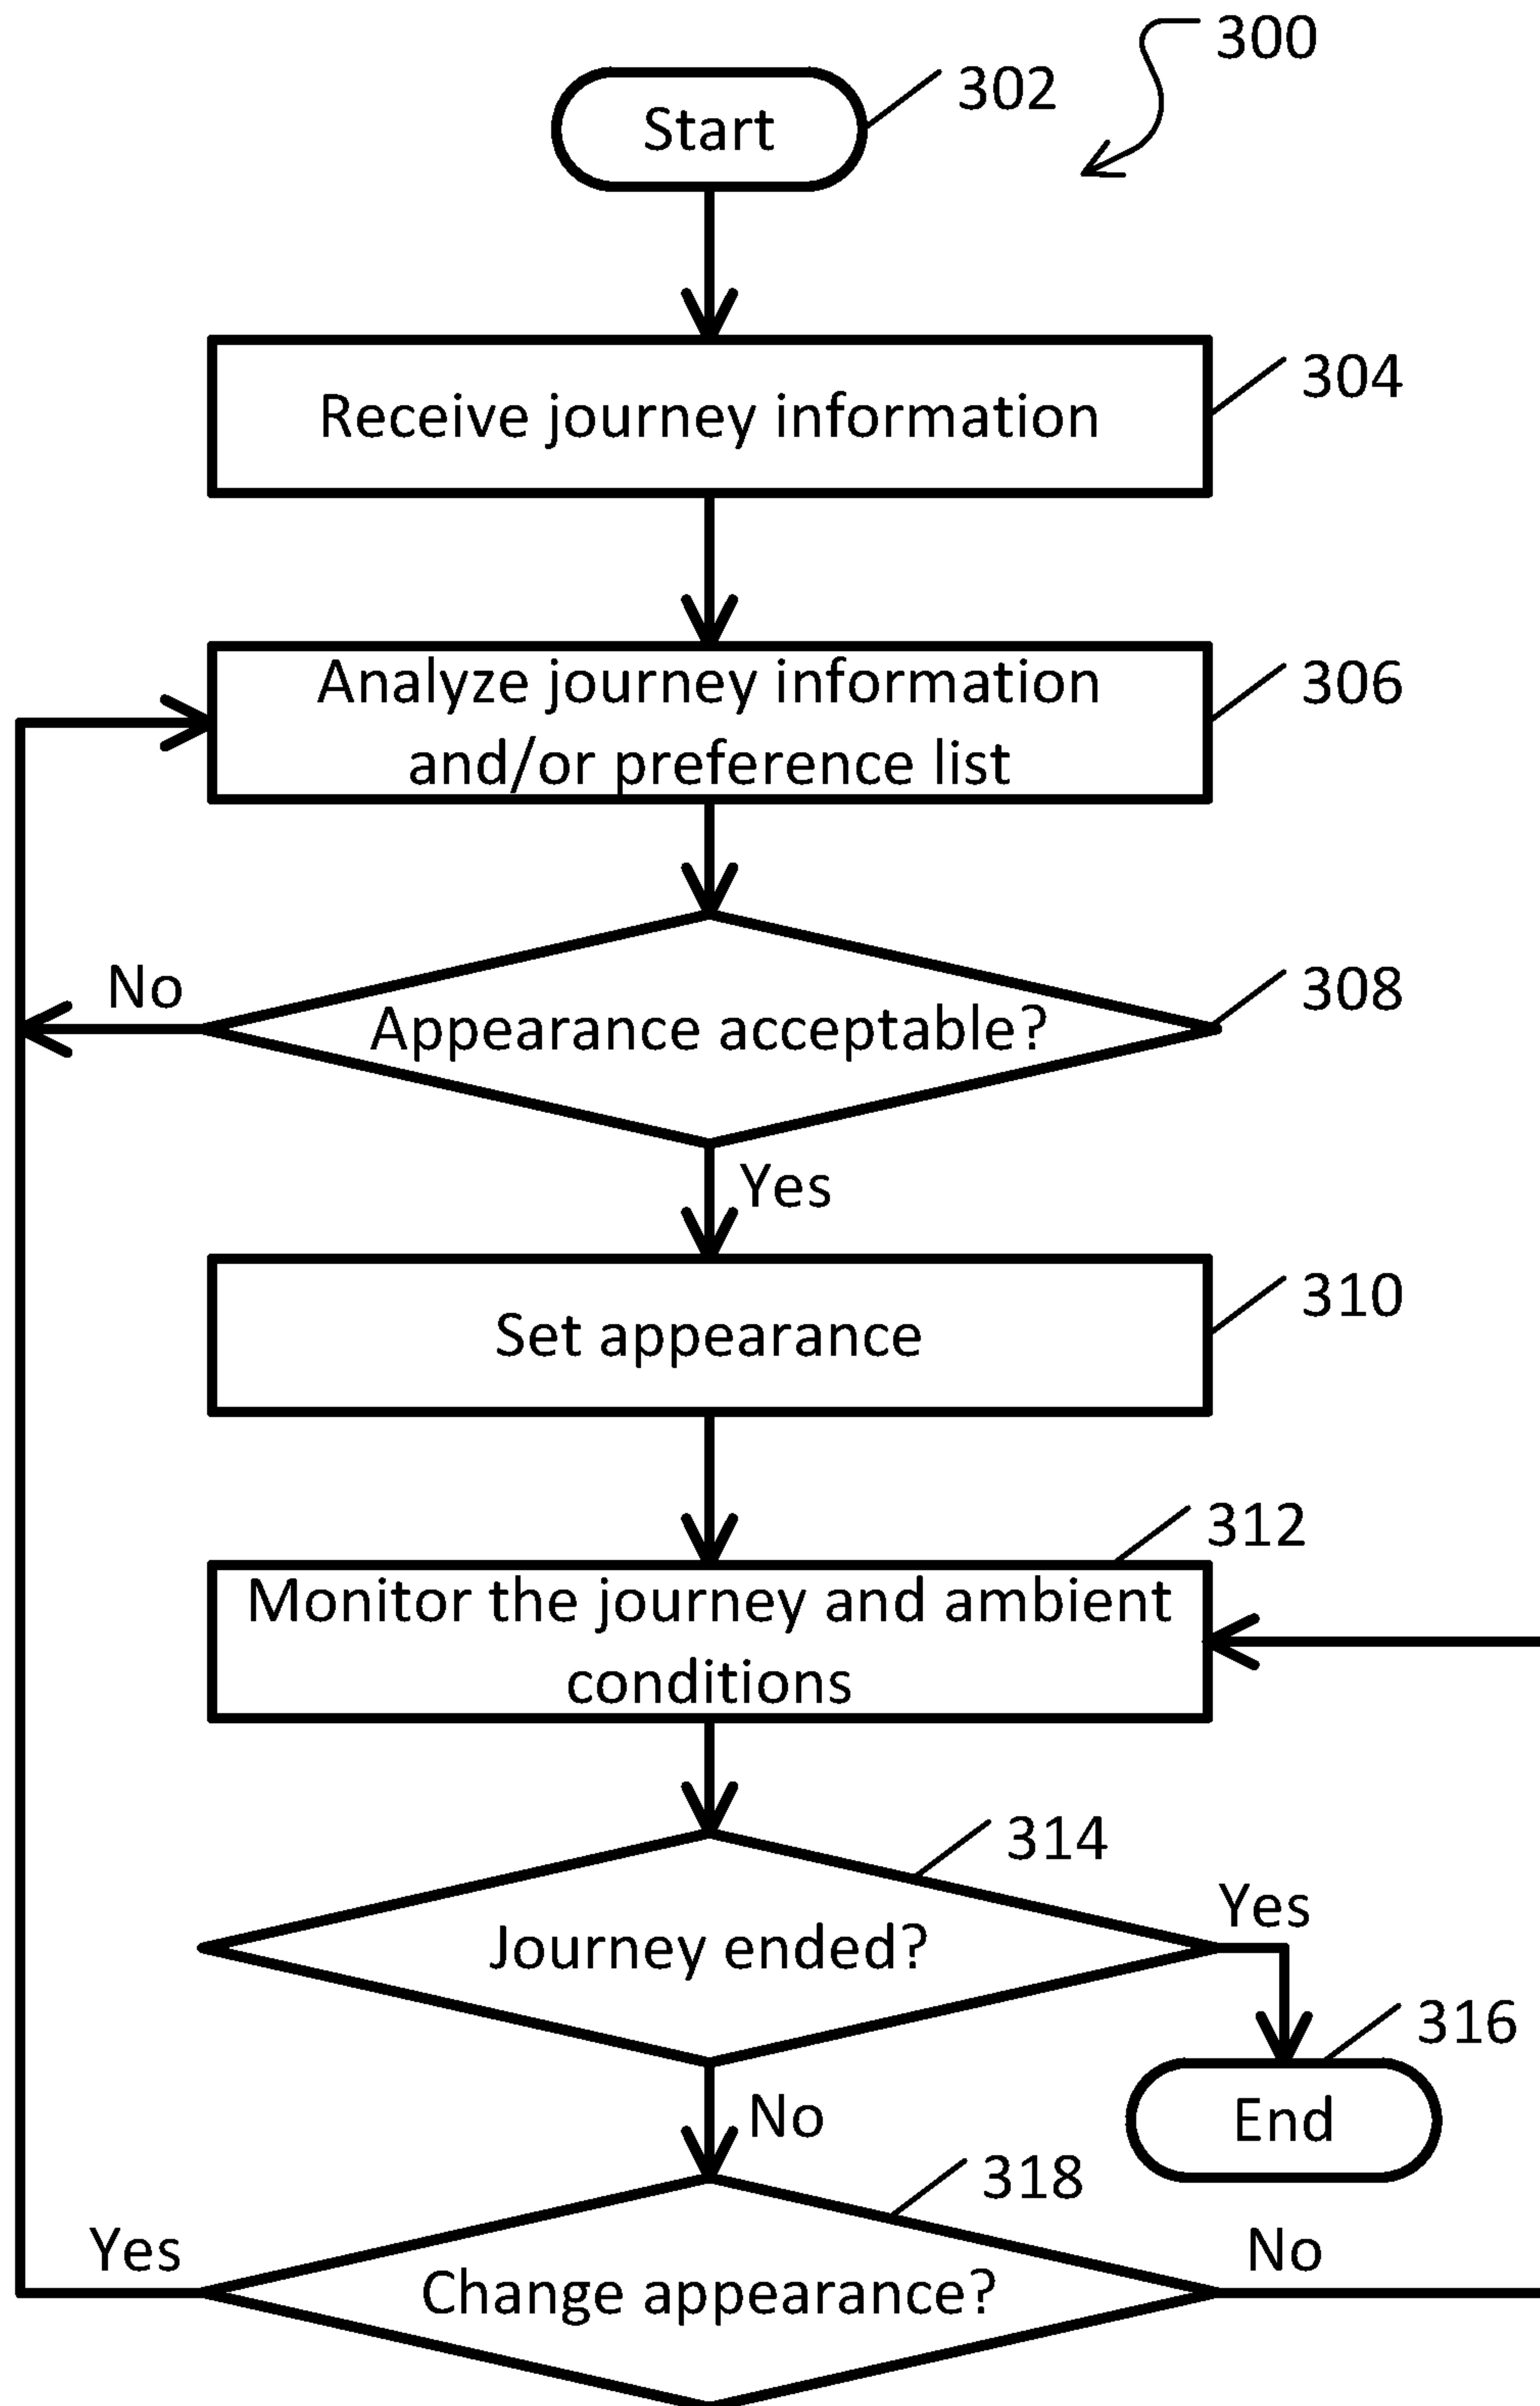 300
302
Start
304
Receive journey information
306
Analyze journey information
and/or preference list
308
No
Appearance acceptable?
Yes
310
Set appearance
312
Monitor the journey and ambient
conditions
314
Yes
Journey ended?
316
No
End
318
Yes
No
Change appearance?